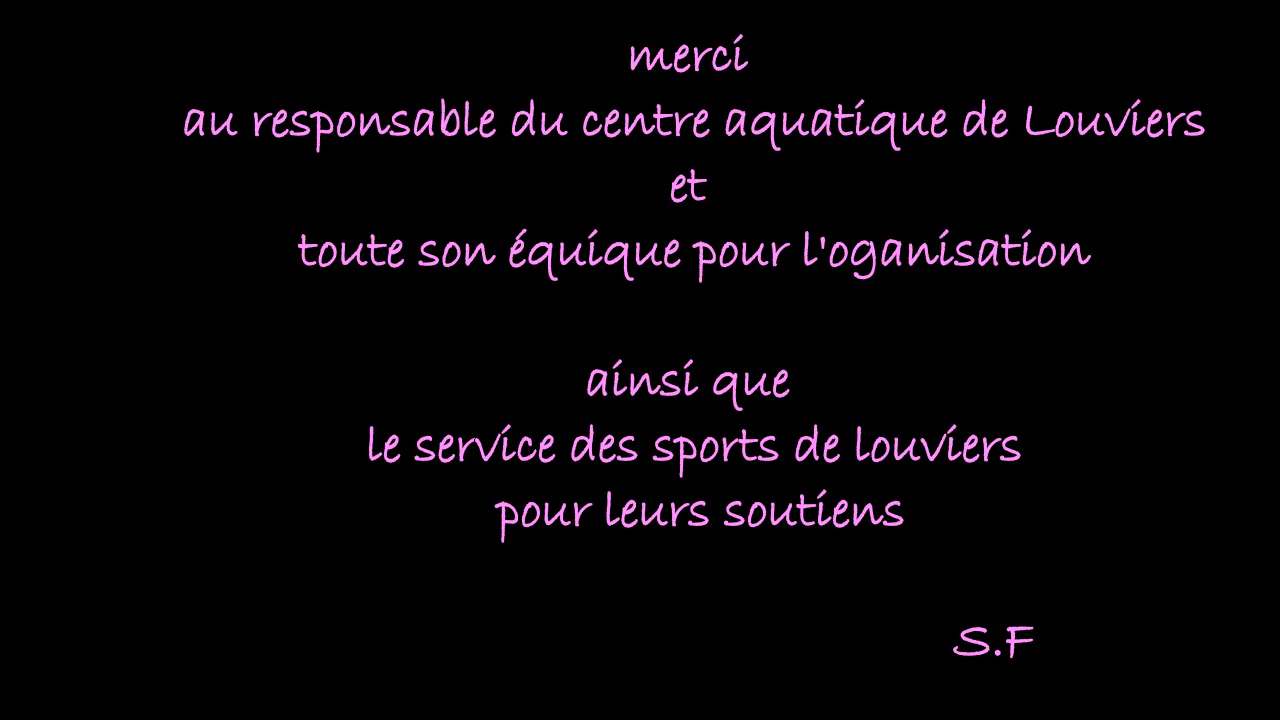 merci
au responsable du centre aquatique de Louviers
et
toute son équique pour l'oganisation
ainsi que
le service des sports de louviers
pour leurs soutiens
S.F